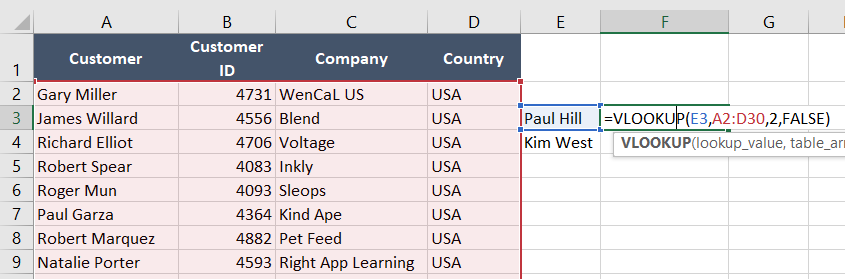 A B C D E F G
1 Customer Customer ID Company Country
2 Gary Miller 4731 WenCaL US USA
3 James Willard 4556 Blend USA Paul Hill =VLOOKUP(E3,A2:D30,2,FALSE)
4 Richard Elliot 4706 Voltage USA Kim West VLOOKUP(lookup_value, table_arr
5 Robert Spear 4083 Inkly USA
6 Roger Mun 4093 Sleops USA
7 Paul Garza 4364 Kind Ape USA
8 Robert Marquez 4882 Pet Feed USA
9 Natalie Porter 4593 Right App Learning USA